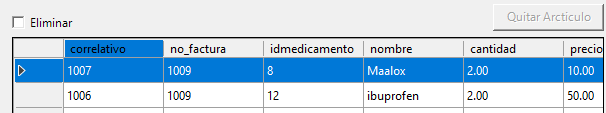 Quitar Arcticulo
Eliminar
correlativo no_factura idmedicamento nombre cantidad precio
1007 1009 8 Maalox 2.00 10.00
1006 1009 12 ibuprofen 2.00 50.00